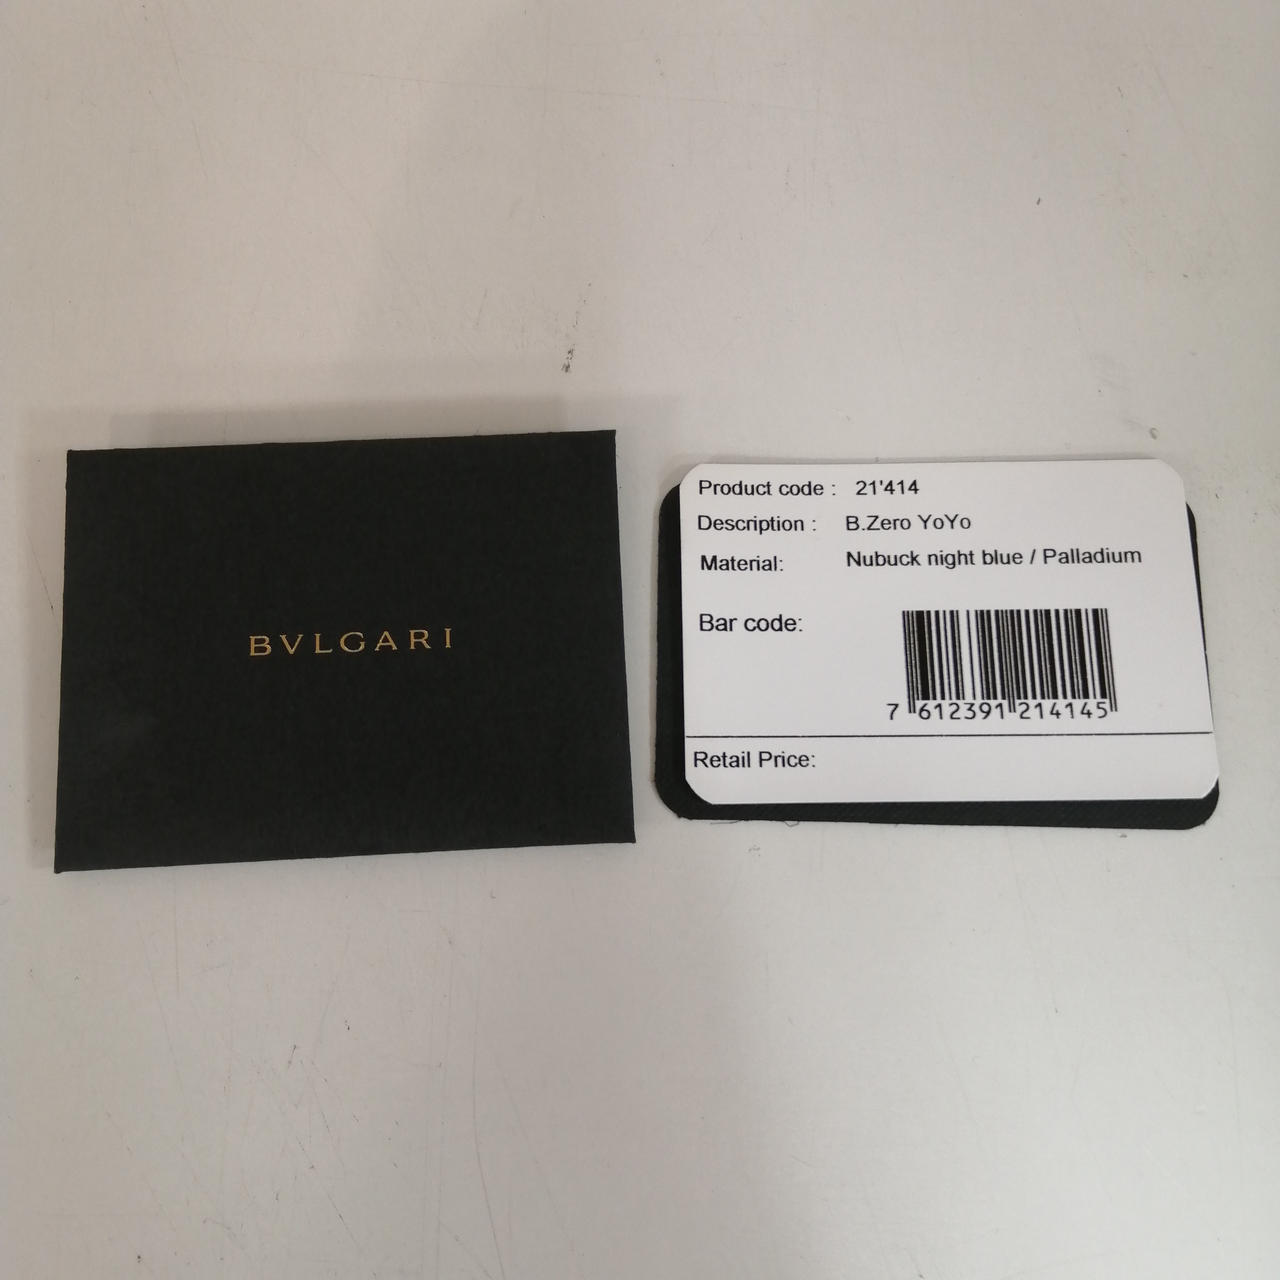 BVLGARI
Product code : 21'414
Description : B.Zero YoYo
Material: Nubuck night blue / Palladium
Bar code:
7 612391 214145
Retail Price: